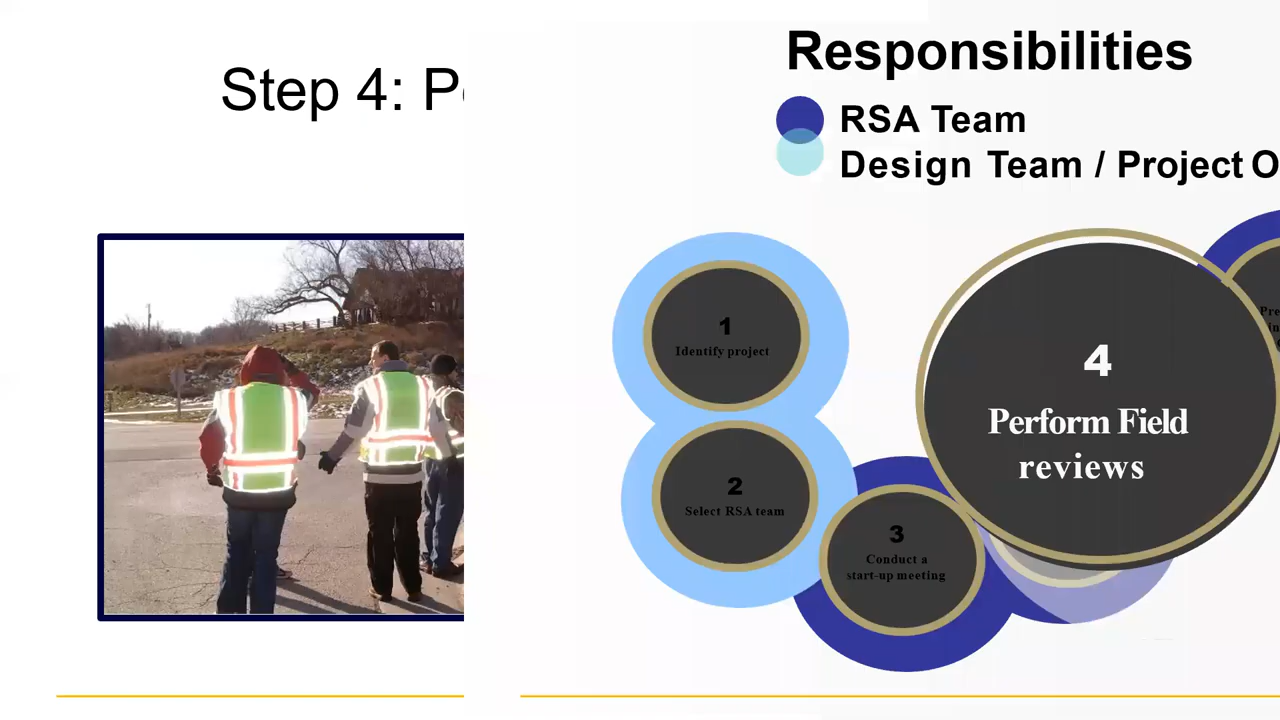 Step 4: P
Responsibilities
RSA Team
Design Team / Project O
1
Identify project
2
Select RSA team
3
Conduct a
start-up meeting
4
Perform Field
reviews